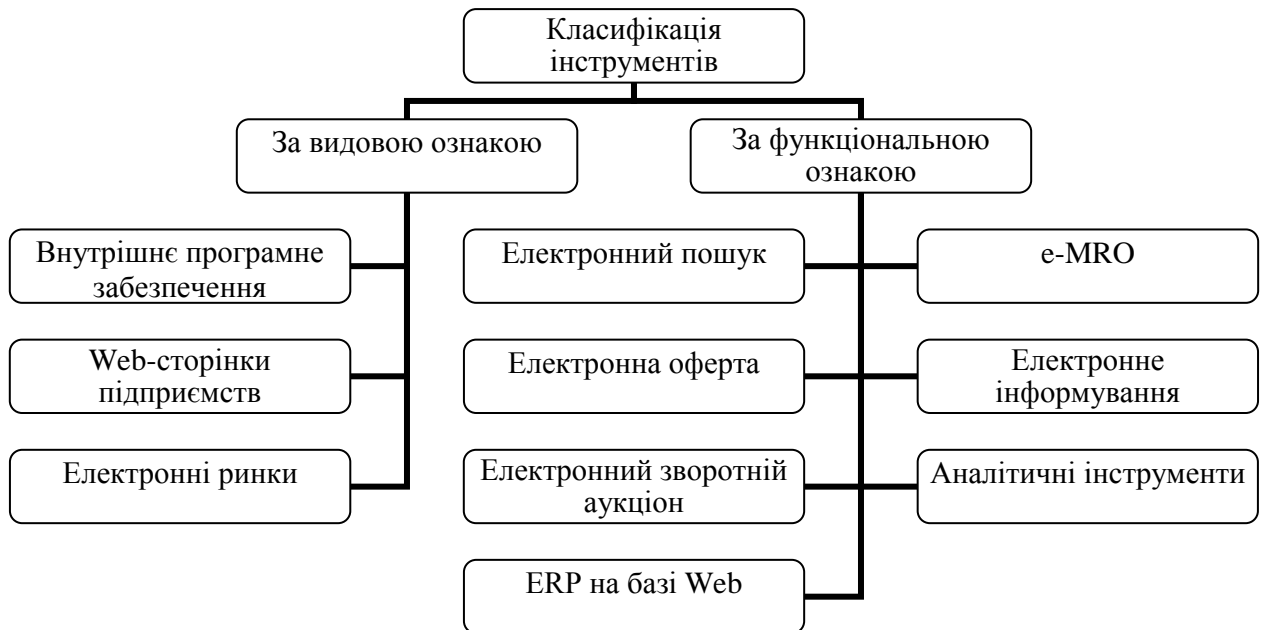 Класифікація
інструментів
За видовою ознакою
За функціональною
ознакою
Внутрішнє програмне
забезпечення
Електронний пошук
e-MRO
Web-сторінки
підприємств
Електронна оферта
Електронне
інформування
Електронні ринки
Електронний зворотній
аукціон
Аналітичні інструменти
ERP на базі Web